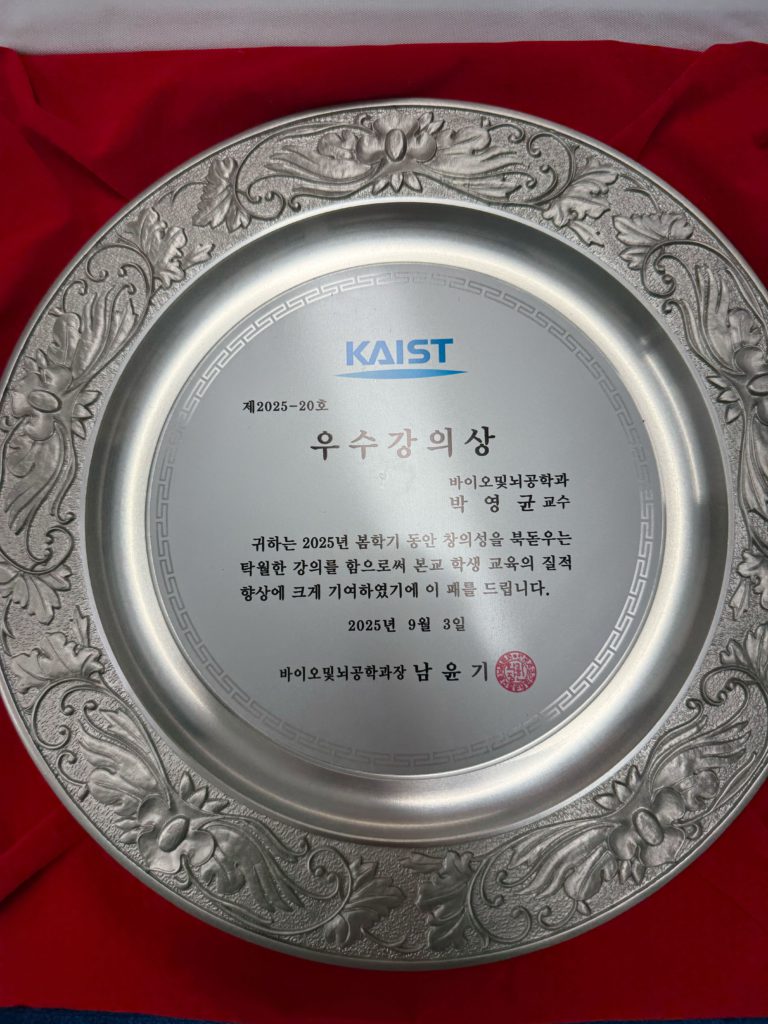 KAIST
제2025-20호
우수강의상
바이오및뇌공학과
박 영 균 교수
귀하는 2025년 봄학기 동안 창의성을 북돋우는
탁월한 강의를 함으로써 본교 학생 교육의 질적
향상에 크게 기여하였기에 이 패를 드립니다.
2025년 9월 3일
바이오및뇌공학과장 남 윤 기